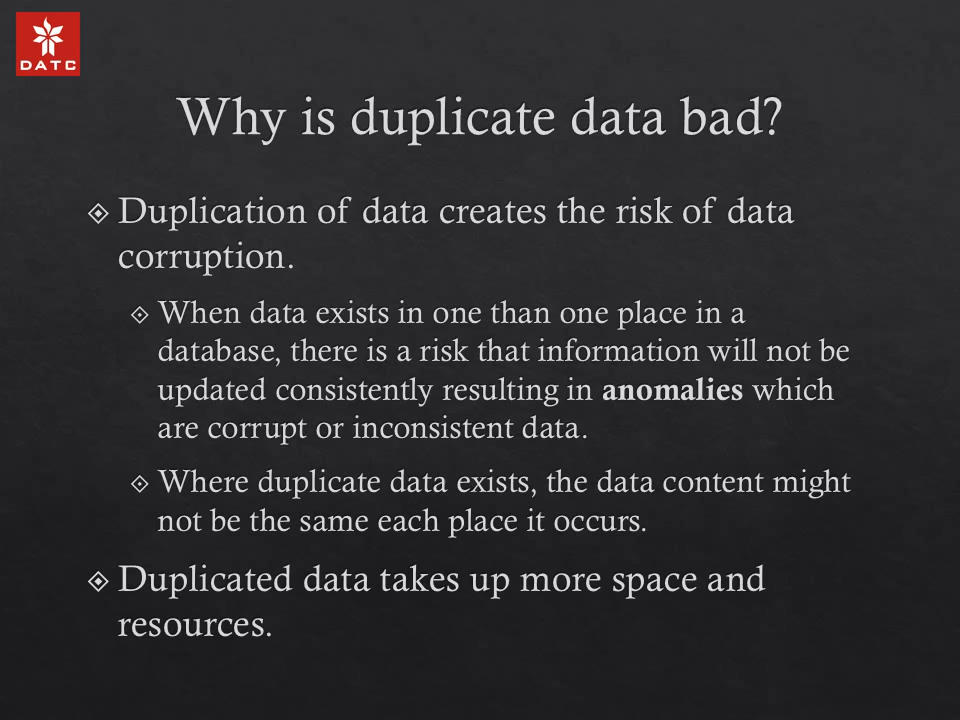 DATC
Why is duplicate data bad?
Duplication of data creates the risk of data
corruption.
When data exists in one than one place in a
database, there is a risk that information will not be
updated consistently resulting in anomalies which
are corrupt or inconsistent data.
Where duplicate data exists, the data content might
not be the same each place it occurs.
Duplicated data takes up more space and
resources.